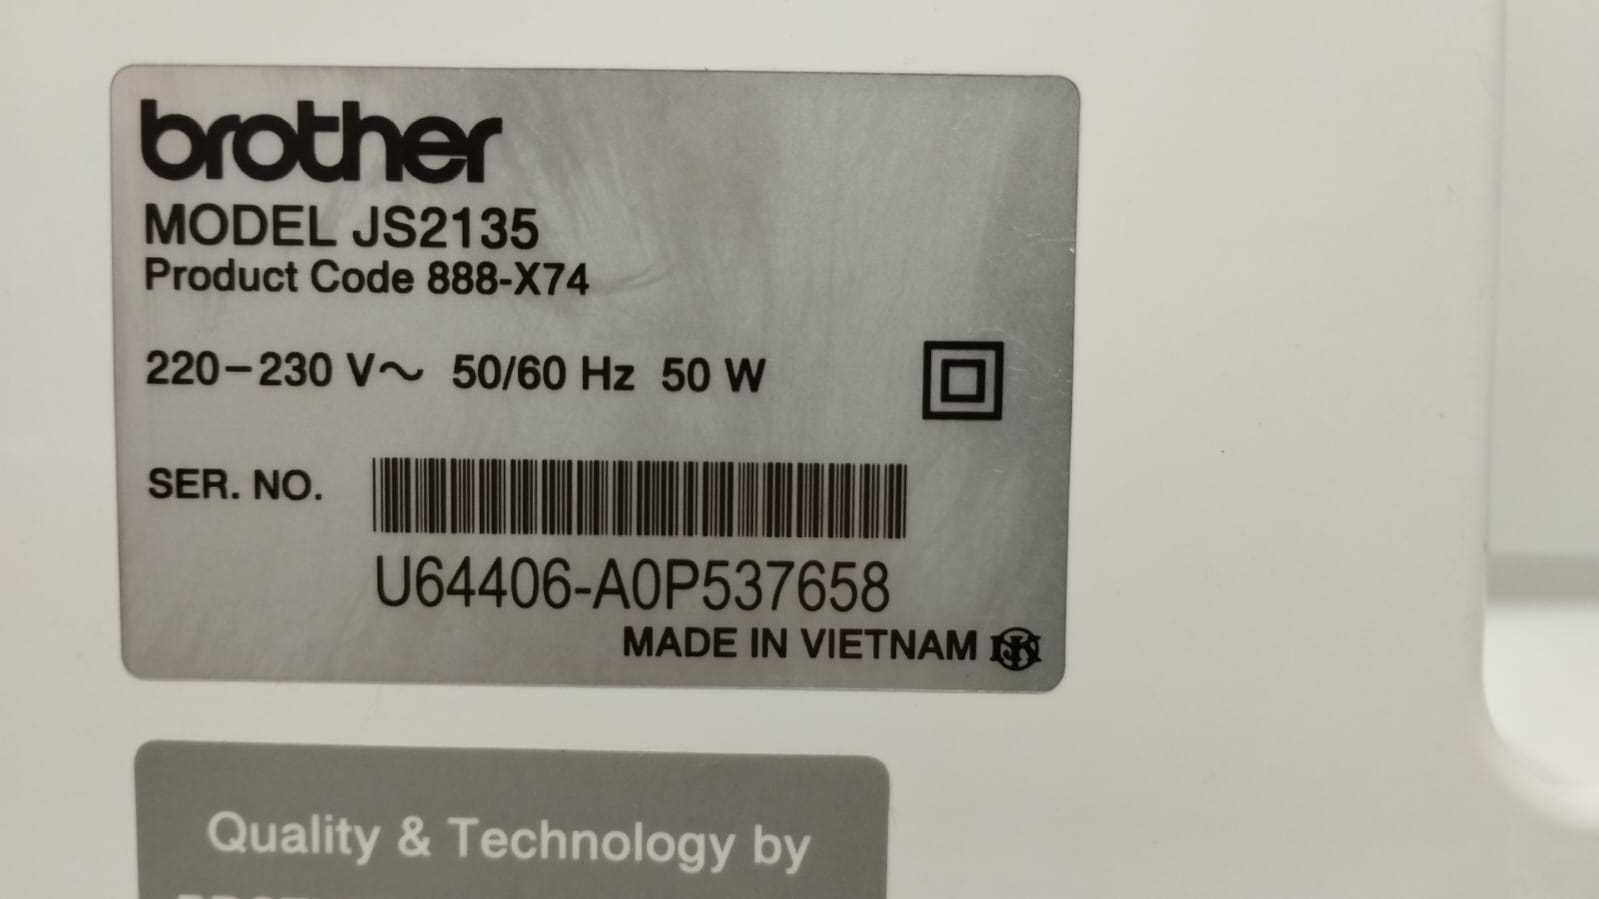 brother
MODEL JS2135
Product Code 888-X74
220-230 V～ 50/60 Hz 50 W
SER. NO.
U64406-A0P537658
MADE IN VIETNAM
Quality & Technology by